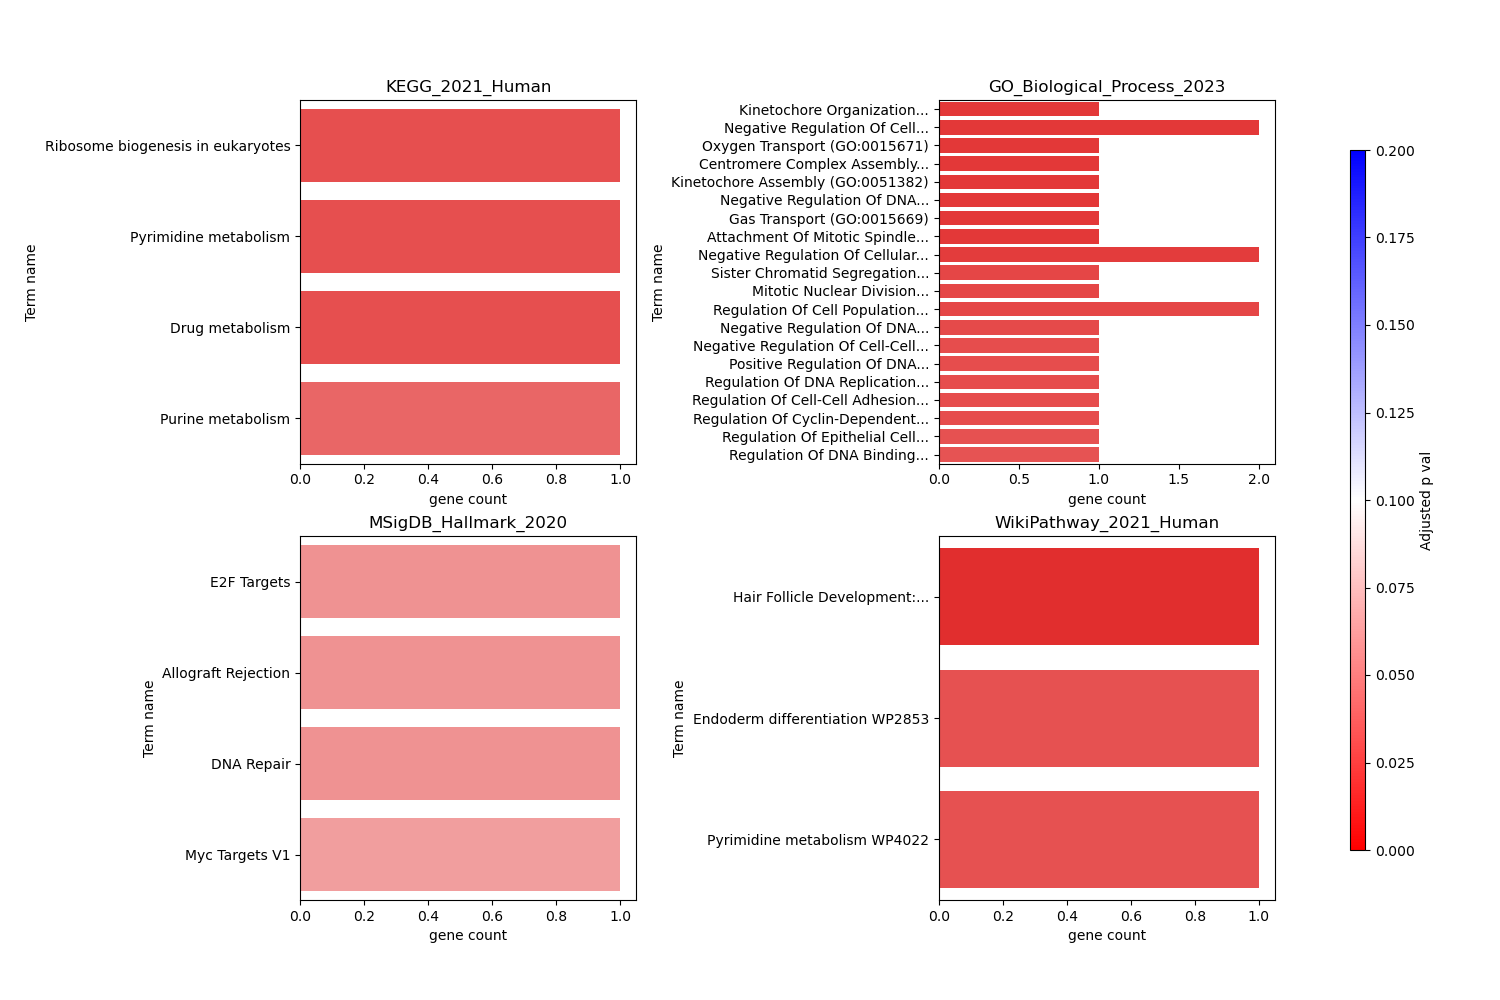 KEGG_2021_Human
Term name
Ribosome biogenesis in eukaryotes
Pyrimidine metabolism
Drug metabolism
Purine metabolism
0.0 0.2 0.4 0.6 0.8 1.0
gene count
GO_Biological_Process_2023
Term name
Kinetochore Organization...
Negative Regulation Of Cell...
Oxygen Transport (GO:0015671)
Centromere Complex Assembly...
Kinetochore Assembly (GO:0051382)
Negative Regulation Of DNA...
Gas Transport (GO:0015669)
Attachment Of Mitotic Spindle...
Negative Regulation Of Cellular...
Sister Chromatid Segregation...
Mitotic Nuclear Division...
Regulation Of Cell Population...
Negative Regulation Of DNA...
Negative Regulation Of Cell-Cell...
Positive Regulation Of DNA...
Regulation Of DNA Replication...
Regulation Of Cell-Cell Adhesion...
Regulation Of Cyclin-Dependent...
Regulation Of Epithelial Cell...
Regulation Of DNA Binding...
0.0 0.5 1.0 1.5 2.0
gene count
MSigDB_Hallmark_2020
Term name
E2F Targets
Allograft Rejection
DNA Repair
Myc Targets V1
0.0 0.2 0.4 0.6 0.8 1.0
gene count
WikiPathway_2021_Human
Term name
Hair Follicle Development:...
Endoderm differentiation WP2853
Pyrimidine metabolism WP4022
0.0 0.2 0.4 0.6 0.8 1.0
gene count
0.200
0.175
0.150
0.125
0.100
0.075
0.050
0.025
0.000
Adjusted p val